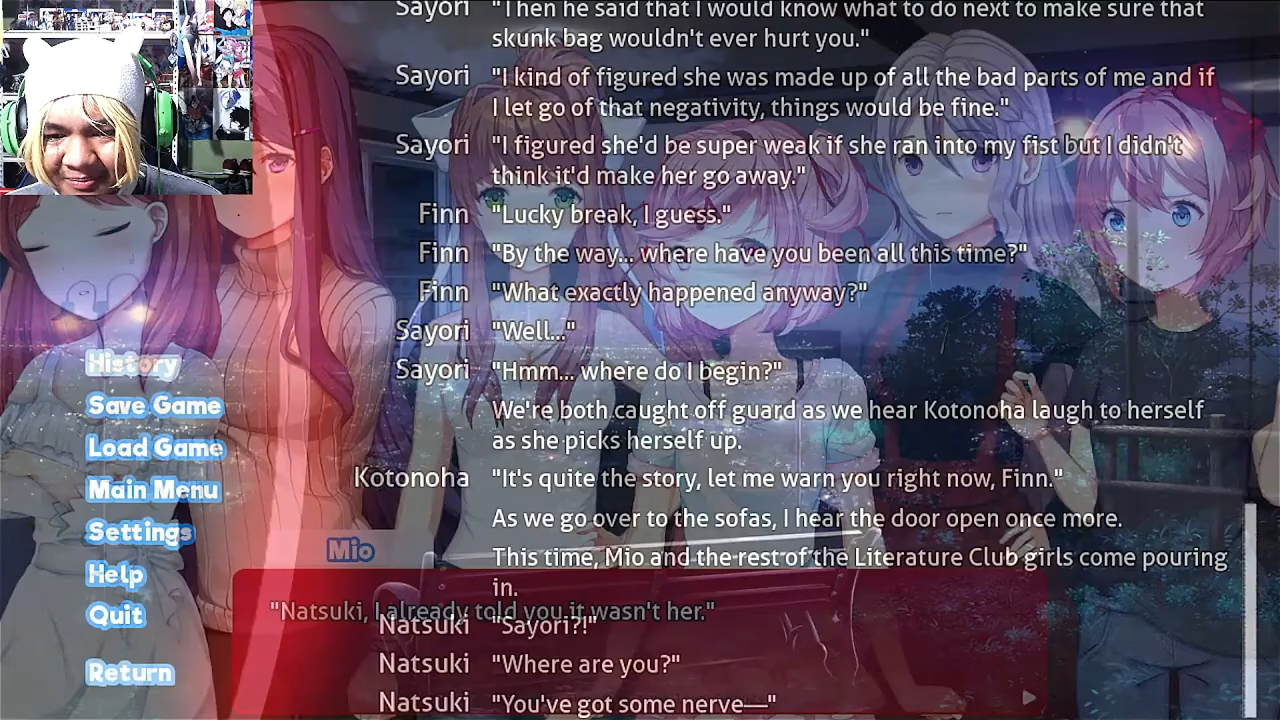 Sayori "Then he said that I would know what to do next to make sure that
skunk bag wouldn't ever hurt you."
Sayori "I kind of figured she was made up of all the bad parts of me and if
I let go of that negativity, things would be fine."
Sayori "I figured she'd be super weak if she ran into my fist but I didn't
think it'd make her go away."
Finn "Lucky break, I guess."
Finn "By the way... where have you been all this time?"
Finn "What exactly happened anyway?"
Sayori "Well..."
Sayori "Hmm... where do I begin?"
We're both caught off guard as we hear Kotonoha laugh to herself
as she picks herself up.
Kotonoha "It's quite the story, let me warn you right now, Finn."
As we go over to the sofas, I hear the door open once more.
This time, Mio and the rest of the Literature Club girls come pouring
in.
Natsuki "Sayori?!"
Natsuki "Where are you?"
Natsuki "You've got some nerve—"
History
Save Game
Load Game
Main Menu
Settings
Help
Quit
Return
Mio
"Natsuki, I already told you it wasn't her."